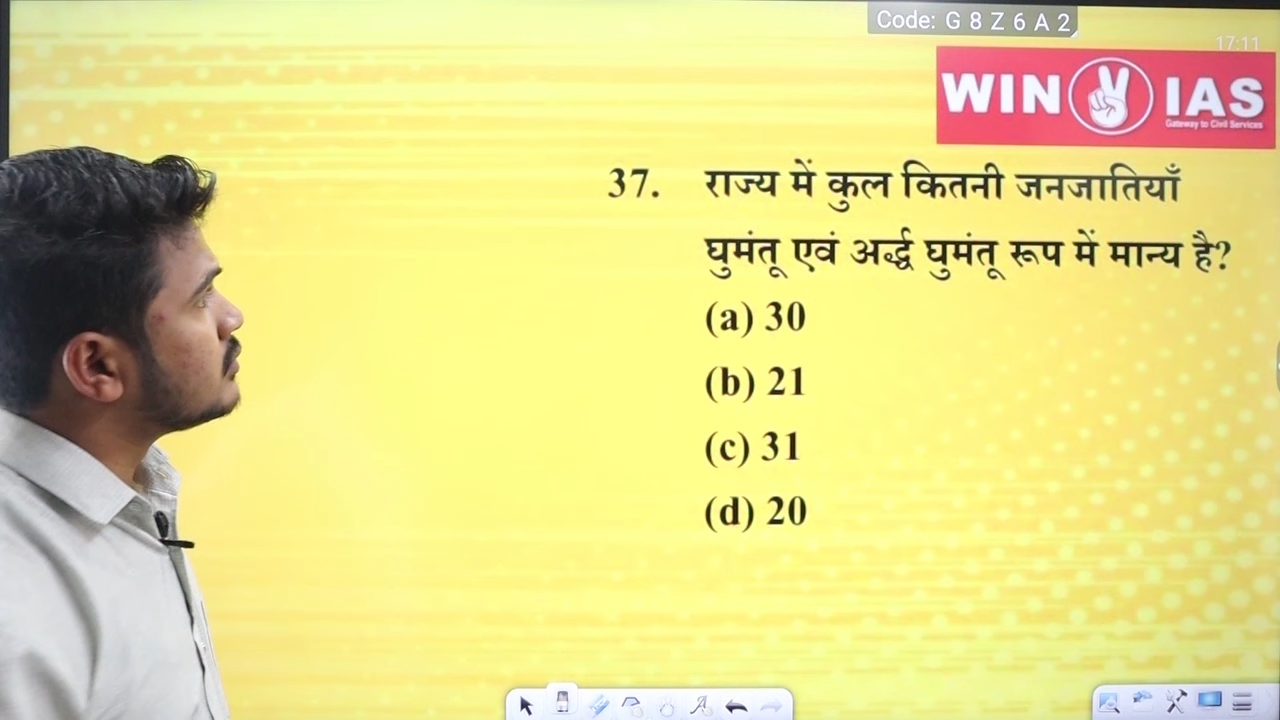 Code: G 8 Z 6 A 2
17:11
WIN IAS
Gateway to Civil Services
37. राज्य में कुल कितनी जनजातियाँ
घुमंतू एवं अर्द्ध घुमंतू रूप में मान्य है?
(a) 30
(b) 21
(c) 31
(d) 20